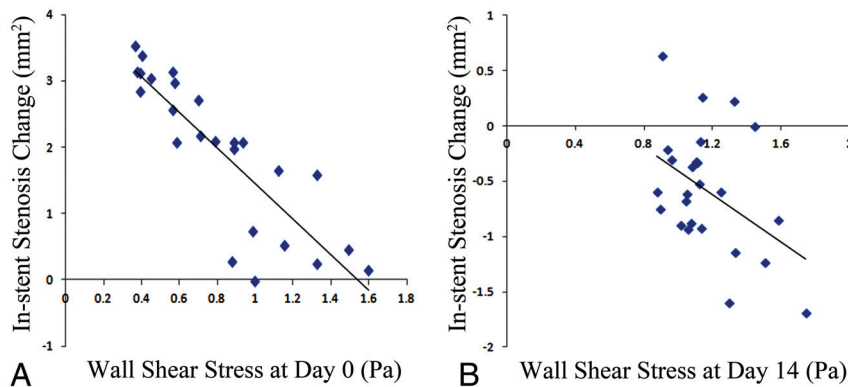 4
3
2
1
0
-1
0 0.2 0.4 0.6 0.8 1 1.2 1.4 1.6 1.8
In-stent Stenosis Change (mm²)
A Wall Shear Stress at Day 0 (Pa)
1
0.5
0
-0.5
-1
-1.5
-2
0 0.4 0.8 1.2 1.6 2
In-stent Stenosis Change (mm²)
B Wall Shear Stress at Day 14 (Pa)